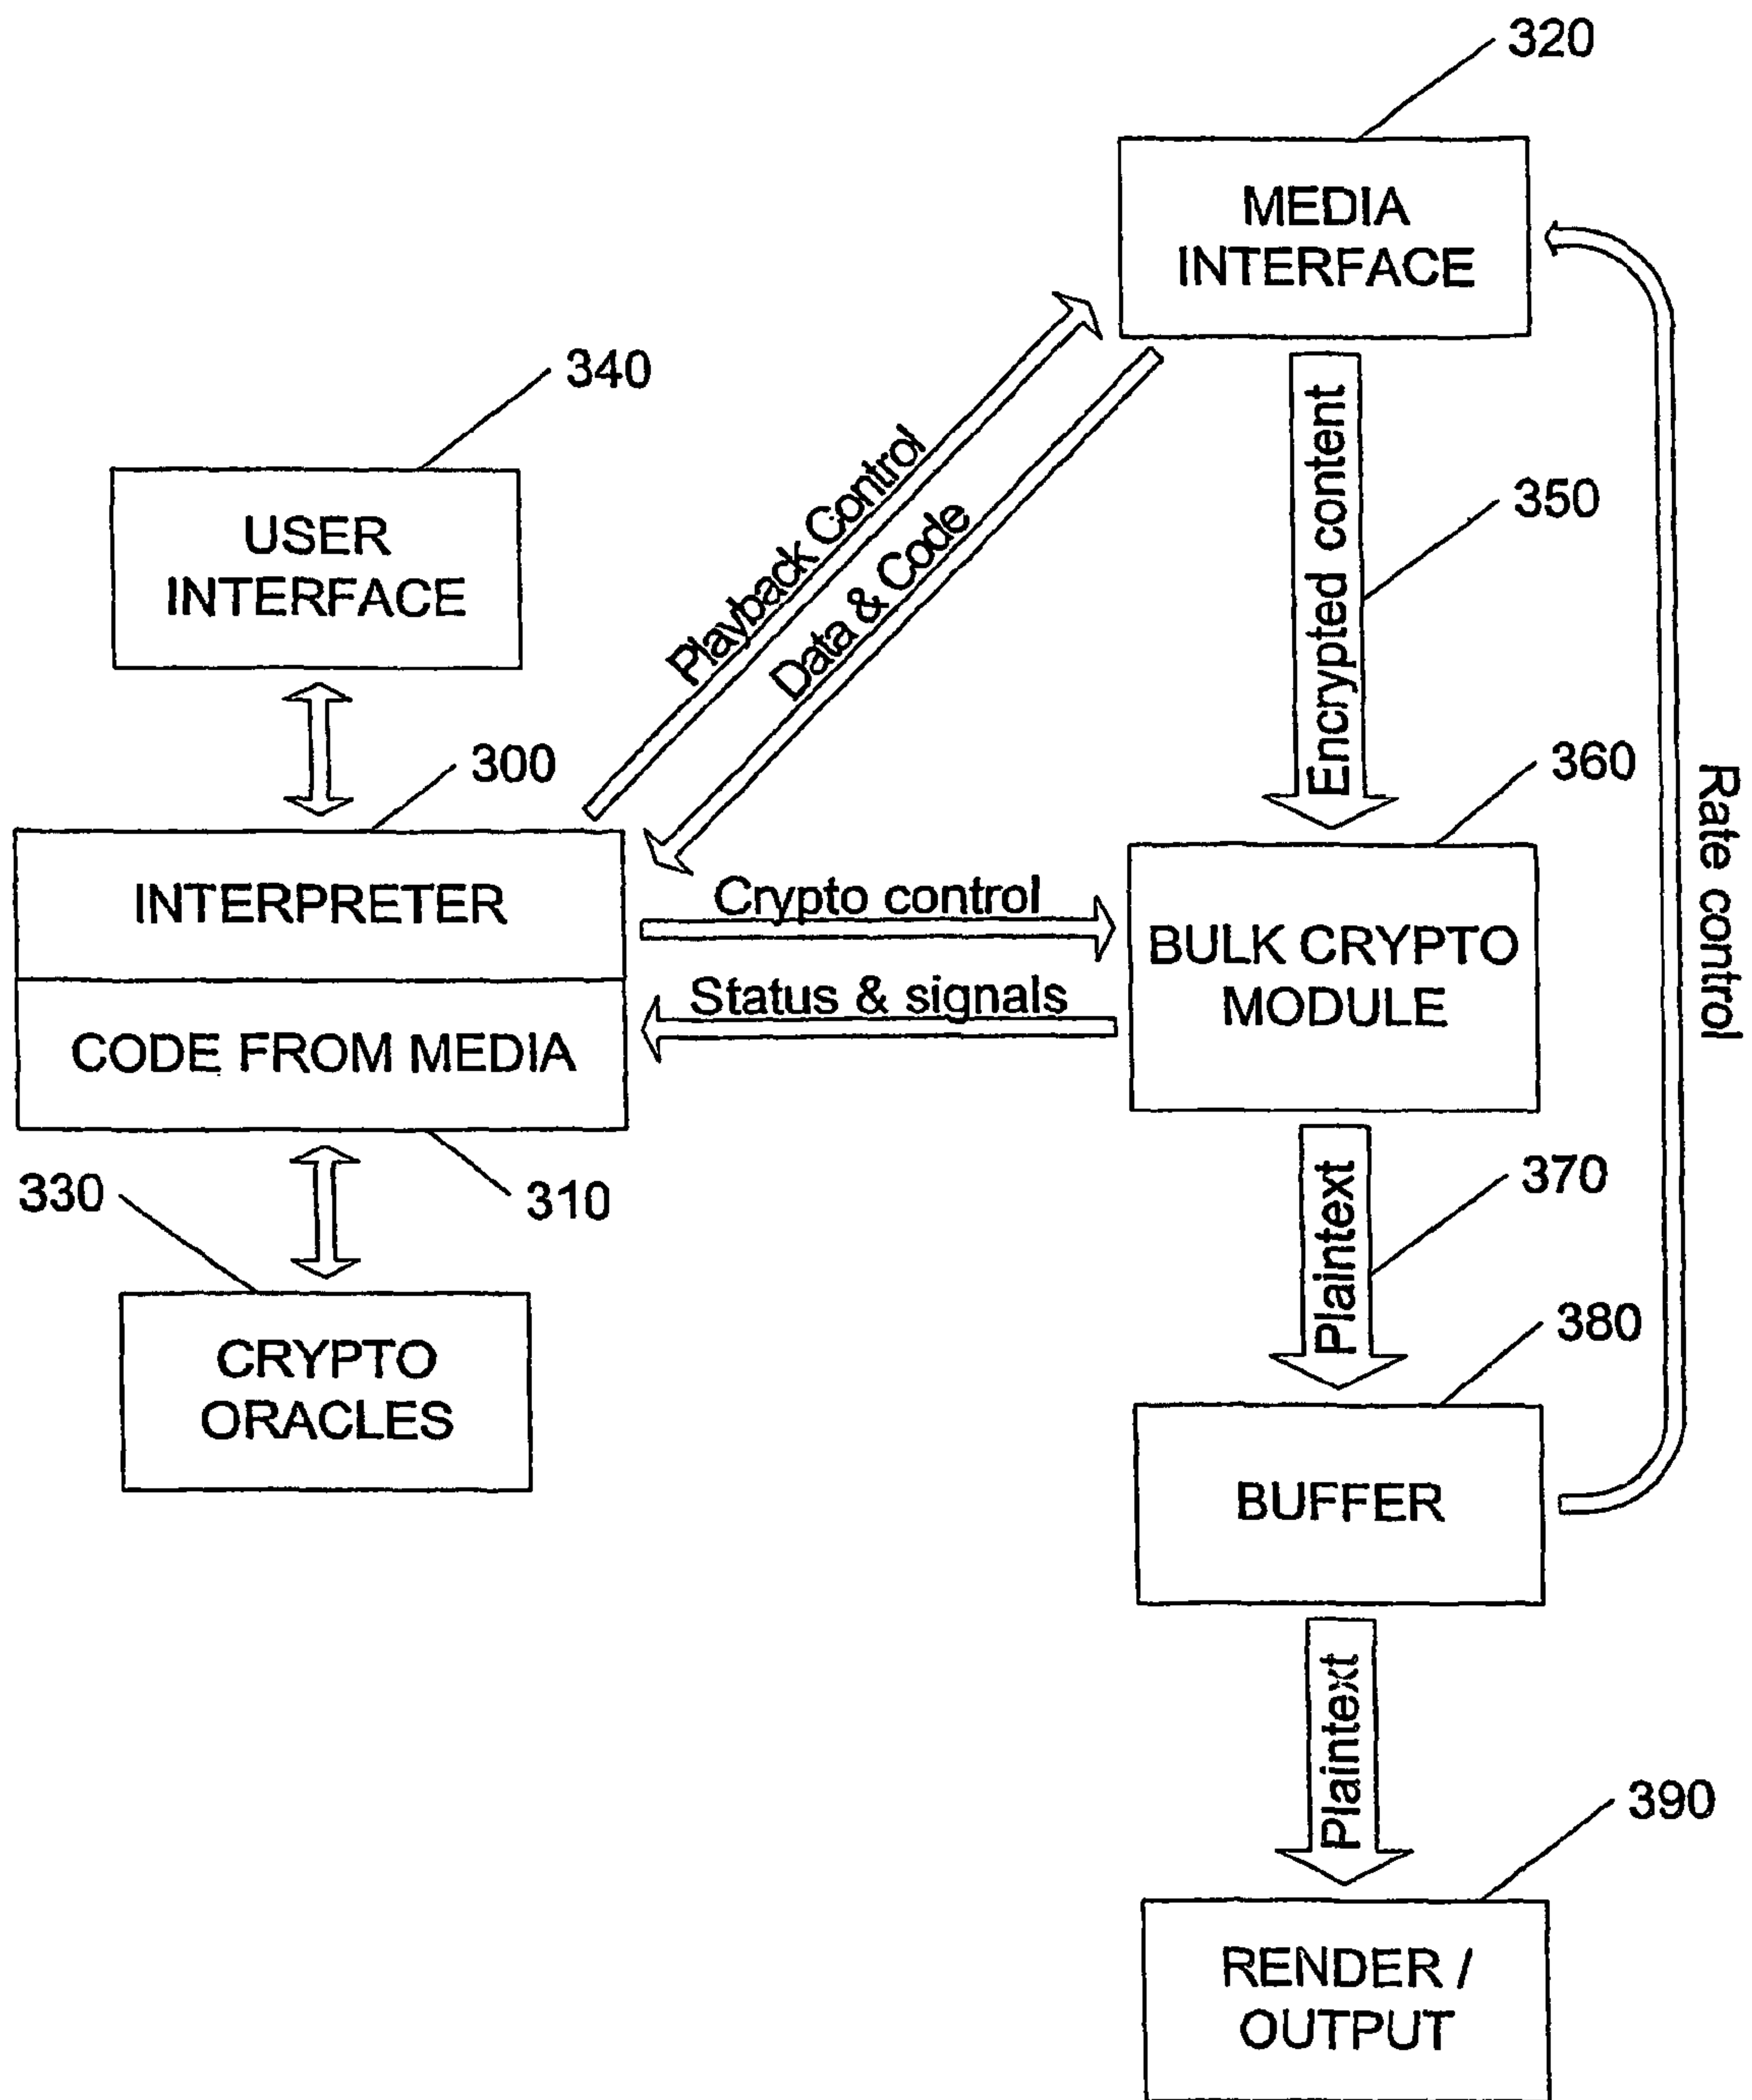 320
MEDIA
INTERFACE
340
USER
INTERFACE
Playback Control
Data & Code
Encrypted content
350
Rate control
300
INTERPRETER
CODE FROM MEDIA
310
Crypto control
Status & signals
360
BULK CRYPTO
MODULE
330
CRYPTO
ORACLES
Plaintext
370
380
BUFFER
Plaintext
390
RENDER /
OUTPUT